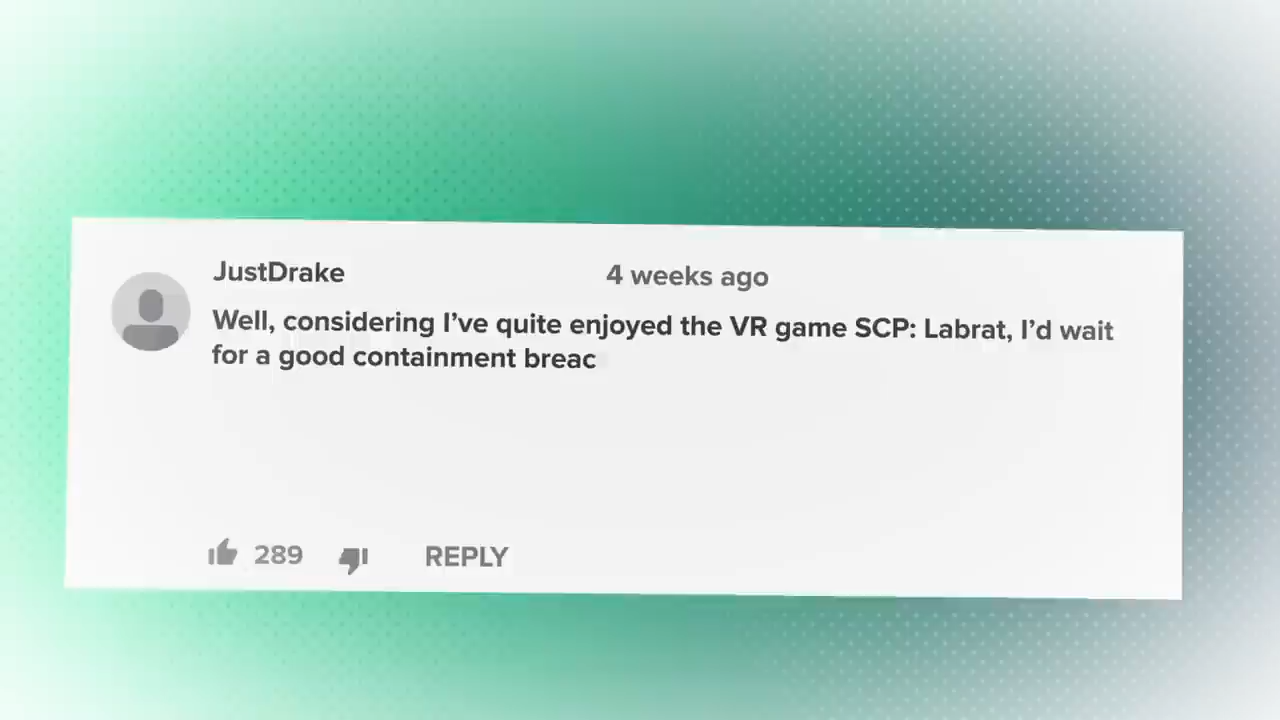 JustDrake 4 weeks ago
Well, considering I’ve quite enjoyed the VR game SCP: Labrat, I’d wait
for a good containment breac
289 REPLY